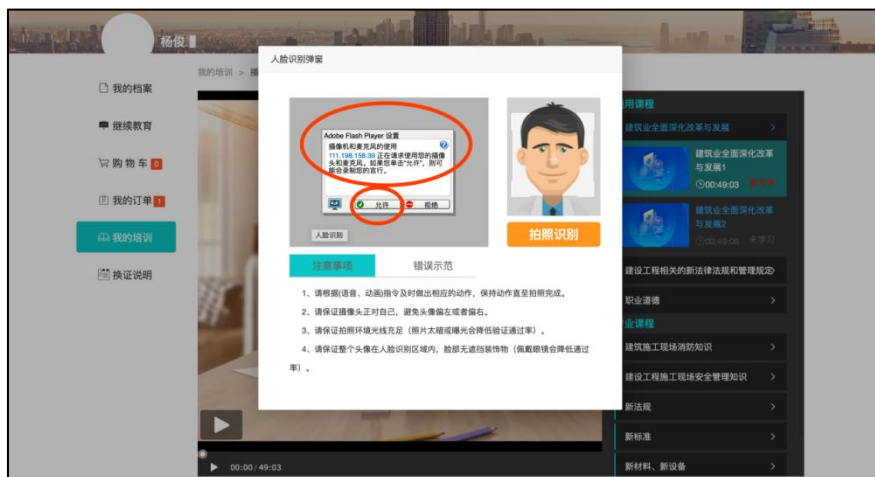 杨俊
我的培训 >
我的档案
继续教育
购物车 0
我的订单 1
我的培训
换证说明
人脸识别弹窗
Adobe Flash Player 设置
摄像机和麦克风的使用
111.198.158.39 正在请求使用您的摄像
头和麦克风。如果您单击“允许”，则可
能会录制您的言行。
允许
拒绝
人脸识别
拍照识别
注意事项
错误示范
1、请根据(语音、动画)指令及时做出相应的动作，保持动作直至拍照完成。
2、请保证摄像头正对自己，避免头像偏左或者偏右。
3、请保证拍照环境光线充足（照片太暗或曝光会降低验证通过率）。
4、请保证整个头像在人脸识别区域内，脸部无遮挡装饰物（佩戴眼镜会降低通过
率）。
用课程
建筑业全面深化改革与发展 >
建筑业全面深化改革
与发展1
00:49:03
建筑业全面深化改革
与发展2
00:49:06 未学习
建设工程相关的新法律法规和管理规定>
职业道德 >
业课程
建筑施工现场消防知识 >
建设工程施工现场安全管理知识 >
新法规 >
新标准 >
新材料、新设备 >
00:00/49:03